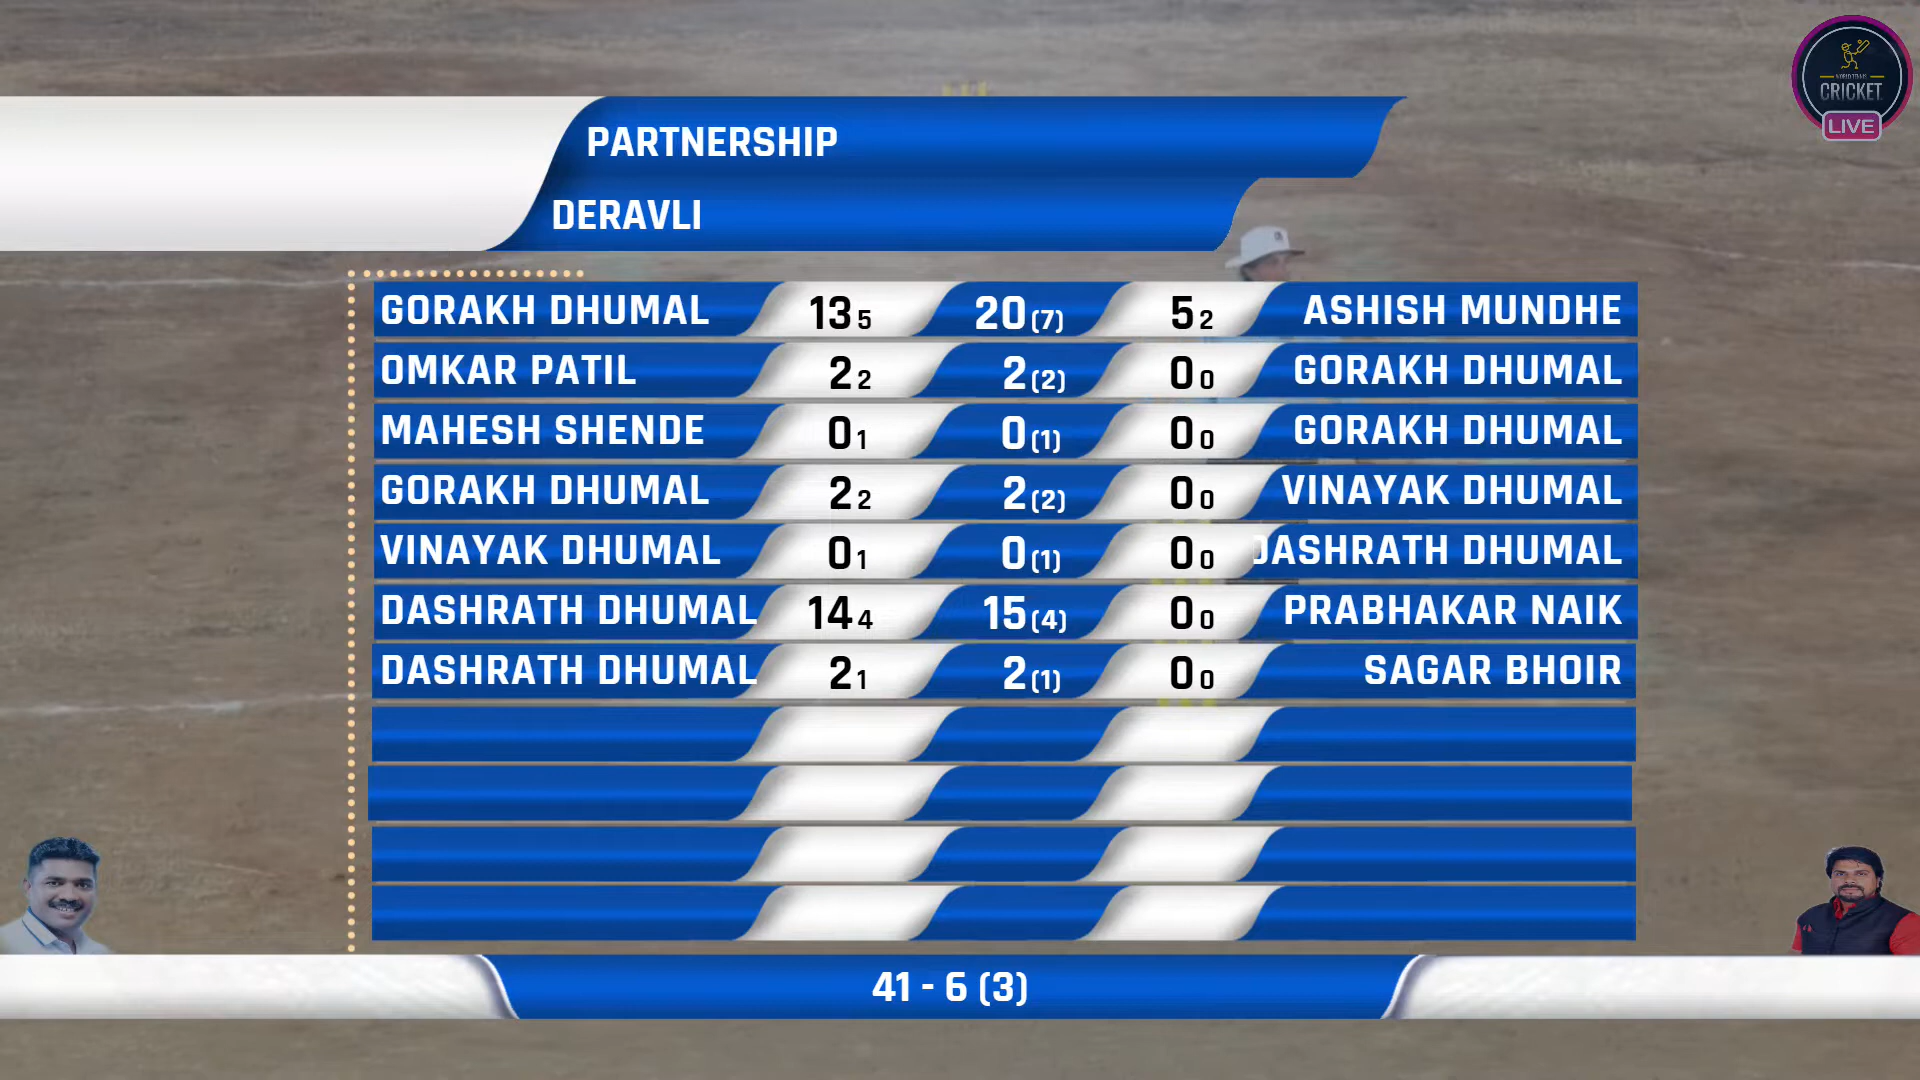 WORLD TENNIS
CRICKET
LIVE
PARTNERSHIP
DERAVLI
GORAKH DHUMAL 13 5 20 (7) 5 2 ASHISH MUNDHE
OMKAR PATIL 2 2 2 (2) 0 0 GORAKH DHUMAL
MAHESH SHENDE 0 1 0 (1) 0 0 GORAKH DHUMAL
GORAKH DHUMAL 2 2 2 (2) 0 0 VINAYAK DHUMAL
VINAYAK DHUMAL 0 1 0 (1) 0 0 DASHRATH DHUMAL
DASHRATH DHUMAL 14 4 15 (4) 0 0 PRABHAKAR NAIK
DASHRATH DHUMAL 2 1 2 (1) 0 0 SAGAR BHOIR
41 - 6 (3)